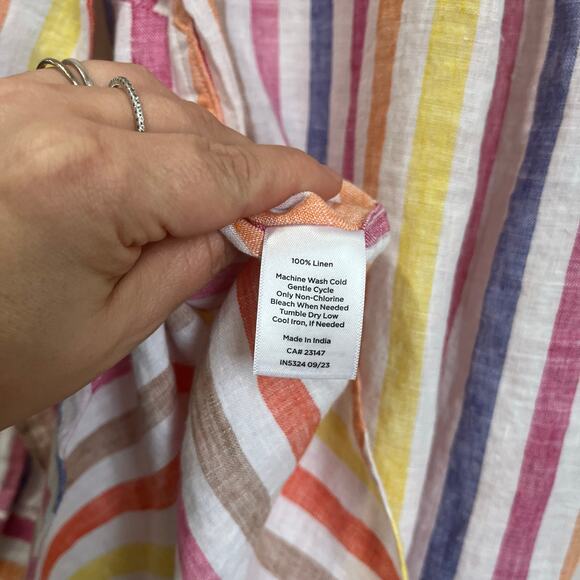 100% Linen
Machine Wash Cold
Gentle Cycle
Only Non-Chlorine
Bleach When Needed
Tumble Dry Low
Cool Iron, If Needed
Made In India
CA# 23147
IN5324 09/23